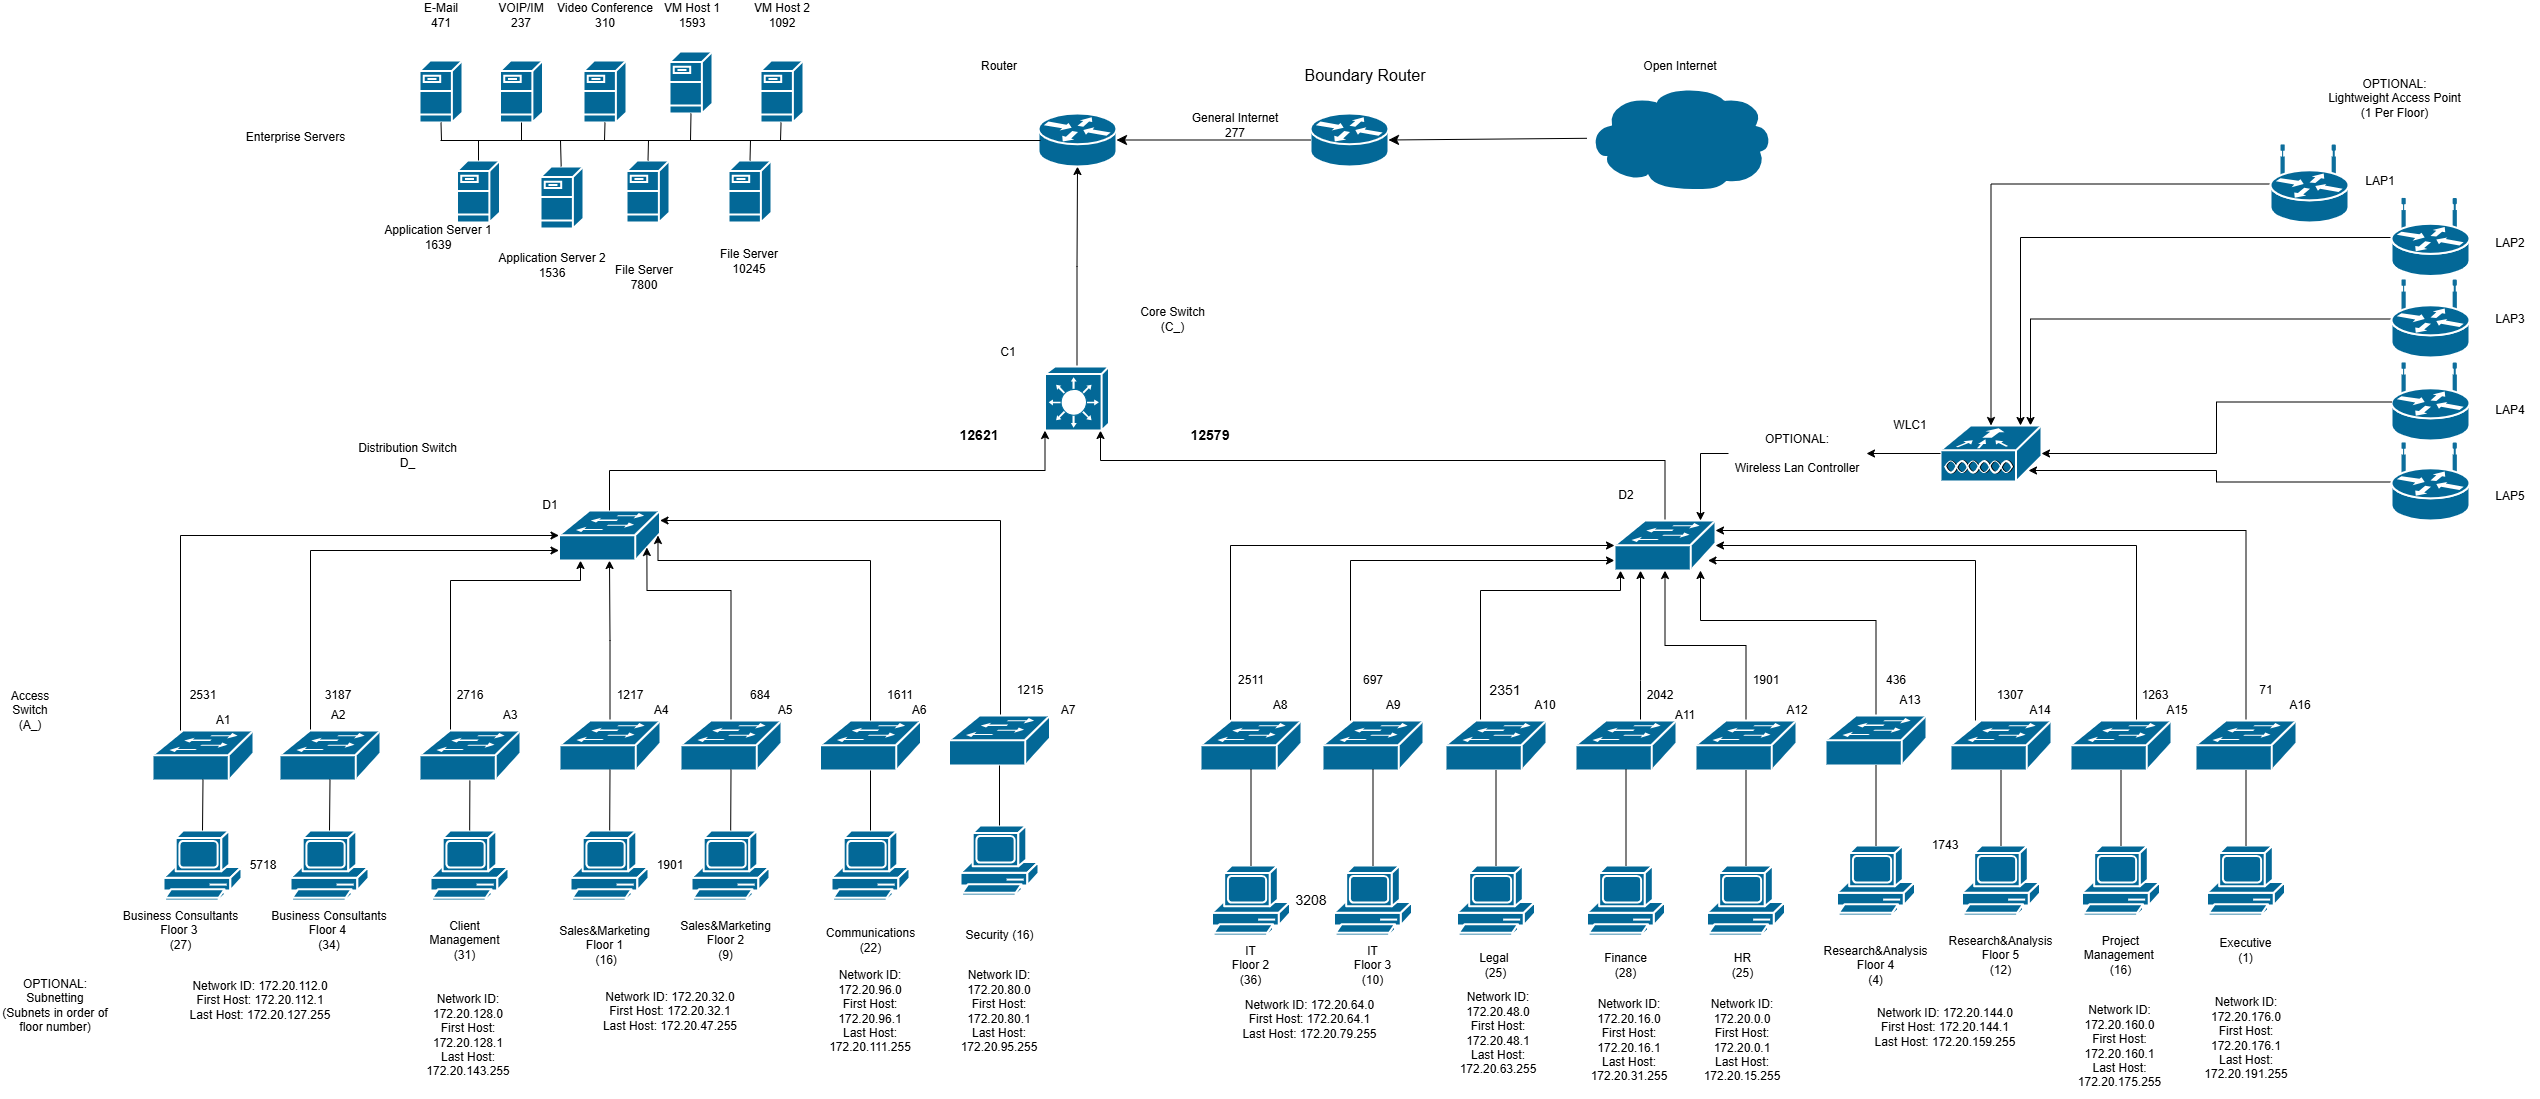 E-Mail
471
VOIP/IM
237
Video Conference
310
VM Host 1
1593
VM Host 2
1092
Router
Boundary Router
Open Internet
OPTIONAL:
Lightweight Access Point
(1 Per Floor)
General Internet
277
Enterprise Servers
LAP1
LAP2
LAP3
LAP4
LAP5
Application Server 1
1639
Application Server 2
1536
File Server
7800
File Server
10245
Core Switch
(C_)
C1
12621
12579
WLC1
OPTIONAL:
Wireless Lan Controller
Distribution Switch
D_
D1
D2
Access
Switch
(A_)
2531
A1
3187
A2
2716
A3
1217
A4
684
A5
1611
A6
1215
A7
2511
A8
697
A9
2351
A10
2042
A11
1901
A12
436
A13
1307
A14
1263
A15
71
A16
5718
1901
3208
1743
Business Consultants
Floor 3
(27)
Business Consultants
Floor 4
(34)
Client
Management
(31)
Sales&Marketing
Floor 1
(16)
Sales&Marketing
Floor 2
(9)
Communications
(22)
Security (16)
IT
Floor 2
(36)
IT
Floor 3
(10)
Legal
(25)
Finance
(28)
HR
(25)
Research&Analysis
Floor 4
(4)
Research&Analysis
Floor 5
(12)
Project
Management
(16)
Executive
(1)
OPTIONAL:
Subnetting
(Subnets in order of
floor number)
Network ID: 172.20.112.0
First Host: 172.20.112.1
Last Host: 172.20.127.255
Network ID:
172.20.128.0
First Host:
172.20.128.1
Last Host:
172.20.143.255
Network ID: 172.20.32.0
First Host: 172.20.32.1
Last Host: 172.20.47.255
Network ID:
172.20.96.0
First Host:
172.20.96.1
Last Host:
172.20.111.255
Network ID:
172.20.80.0
First Host:
172.20.80.1
Last Host:
172.20.95.255
Network ID: 172.20.64.0
First Host: 172.20.64.1
Last Host: 172.20.79.255
Network ID:
172.20.48.0
First Host:
172.20.48.1
Last Host:
172.20.63.255
Network ID:
172.20.16.0
First Host:
172.20.16.1
Last Host:
172.20.31.255
Network ID:
172.20.0.0
First Host:
172.20.0.1
Last Host:
172.20.15.255
Network ID: 172.20.144.0
First Host: 172.20.144.1
Last Host: 172.20.159.255
Network ID:
172.20.160.0
First Host:
172.20.160.1
Last Host:
172.20.175.255
Network ID:
172.20.176.0
First Host:
172.20.176.1
Last Host:
172.20.191.255